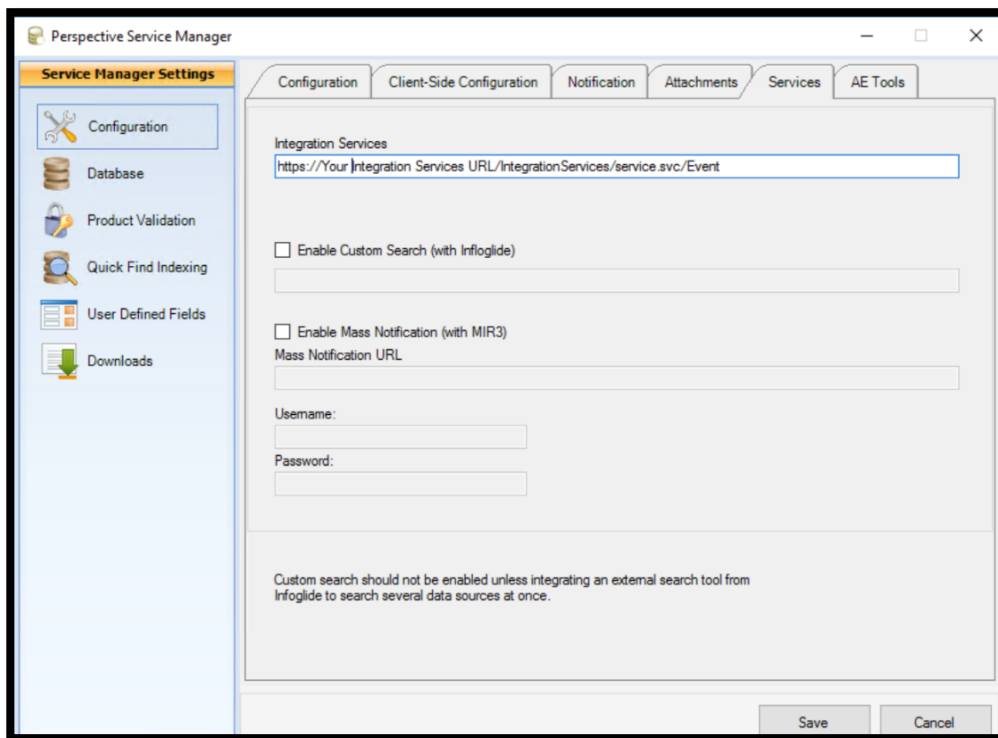 Perspective Service Manager
Service Manager Settings
Configuration
Database
Product Validation
Quick Find Indexing
User Defined Fields
Downloads
Configuration
Client-Side Configuration
Notification
Attachments
Services
AE Tools
Integration Services
https://Your Integration Services URL/IntegrationServices/service.svc/Event
Enable Custom Search (with Infloglide)
Enable Mass Notification (with MIR3)
Mass Notification URL
Username:
Password:
Custom search should not be enabled unless integrating an external search tool from
Infoglide to search several data sources at once.
Save
Cancel